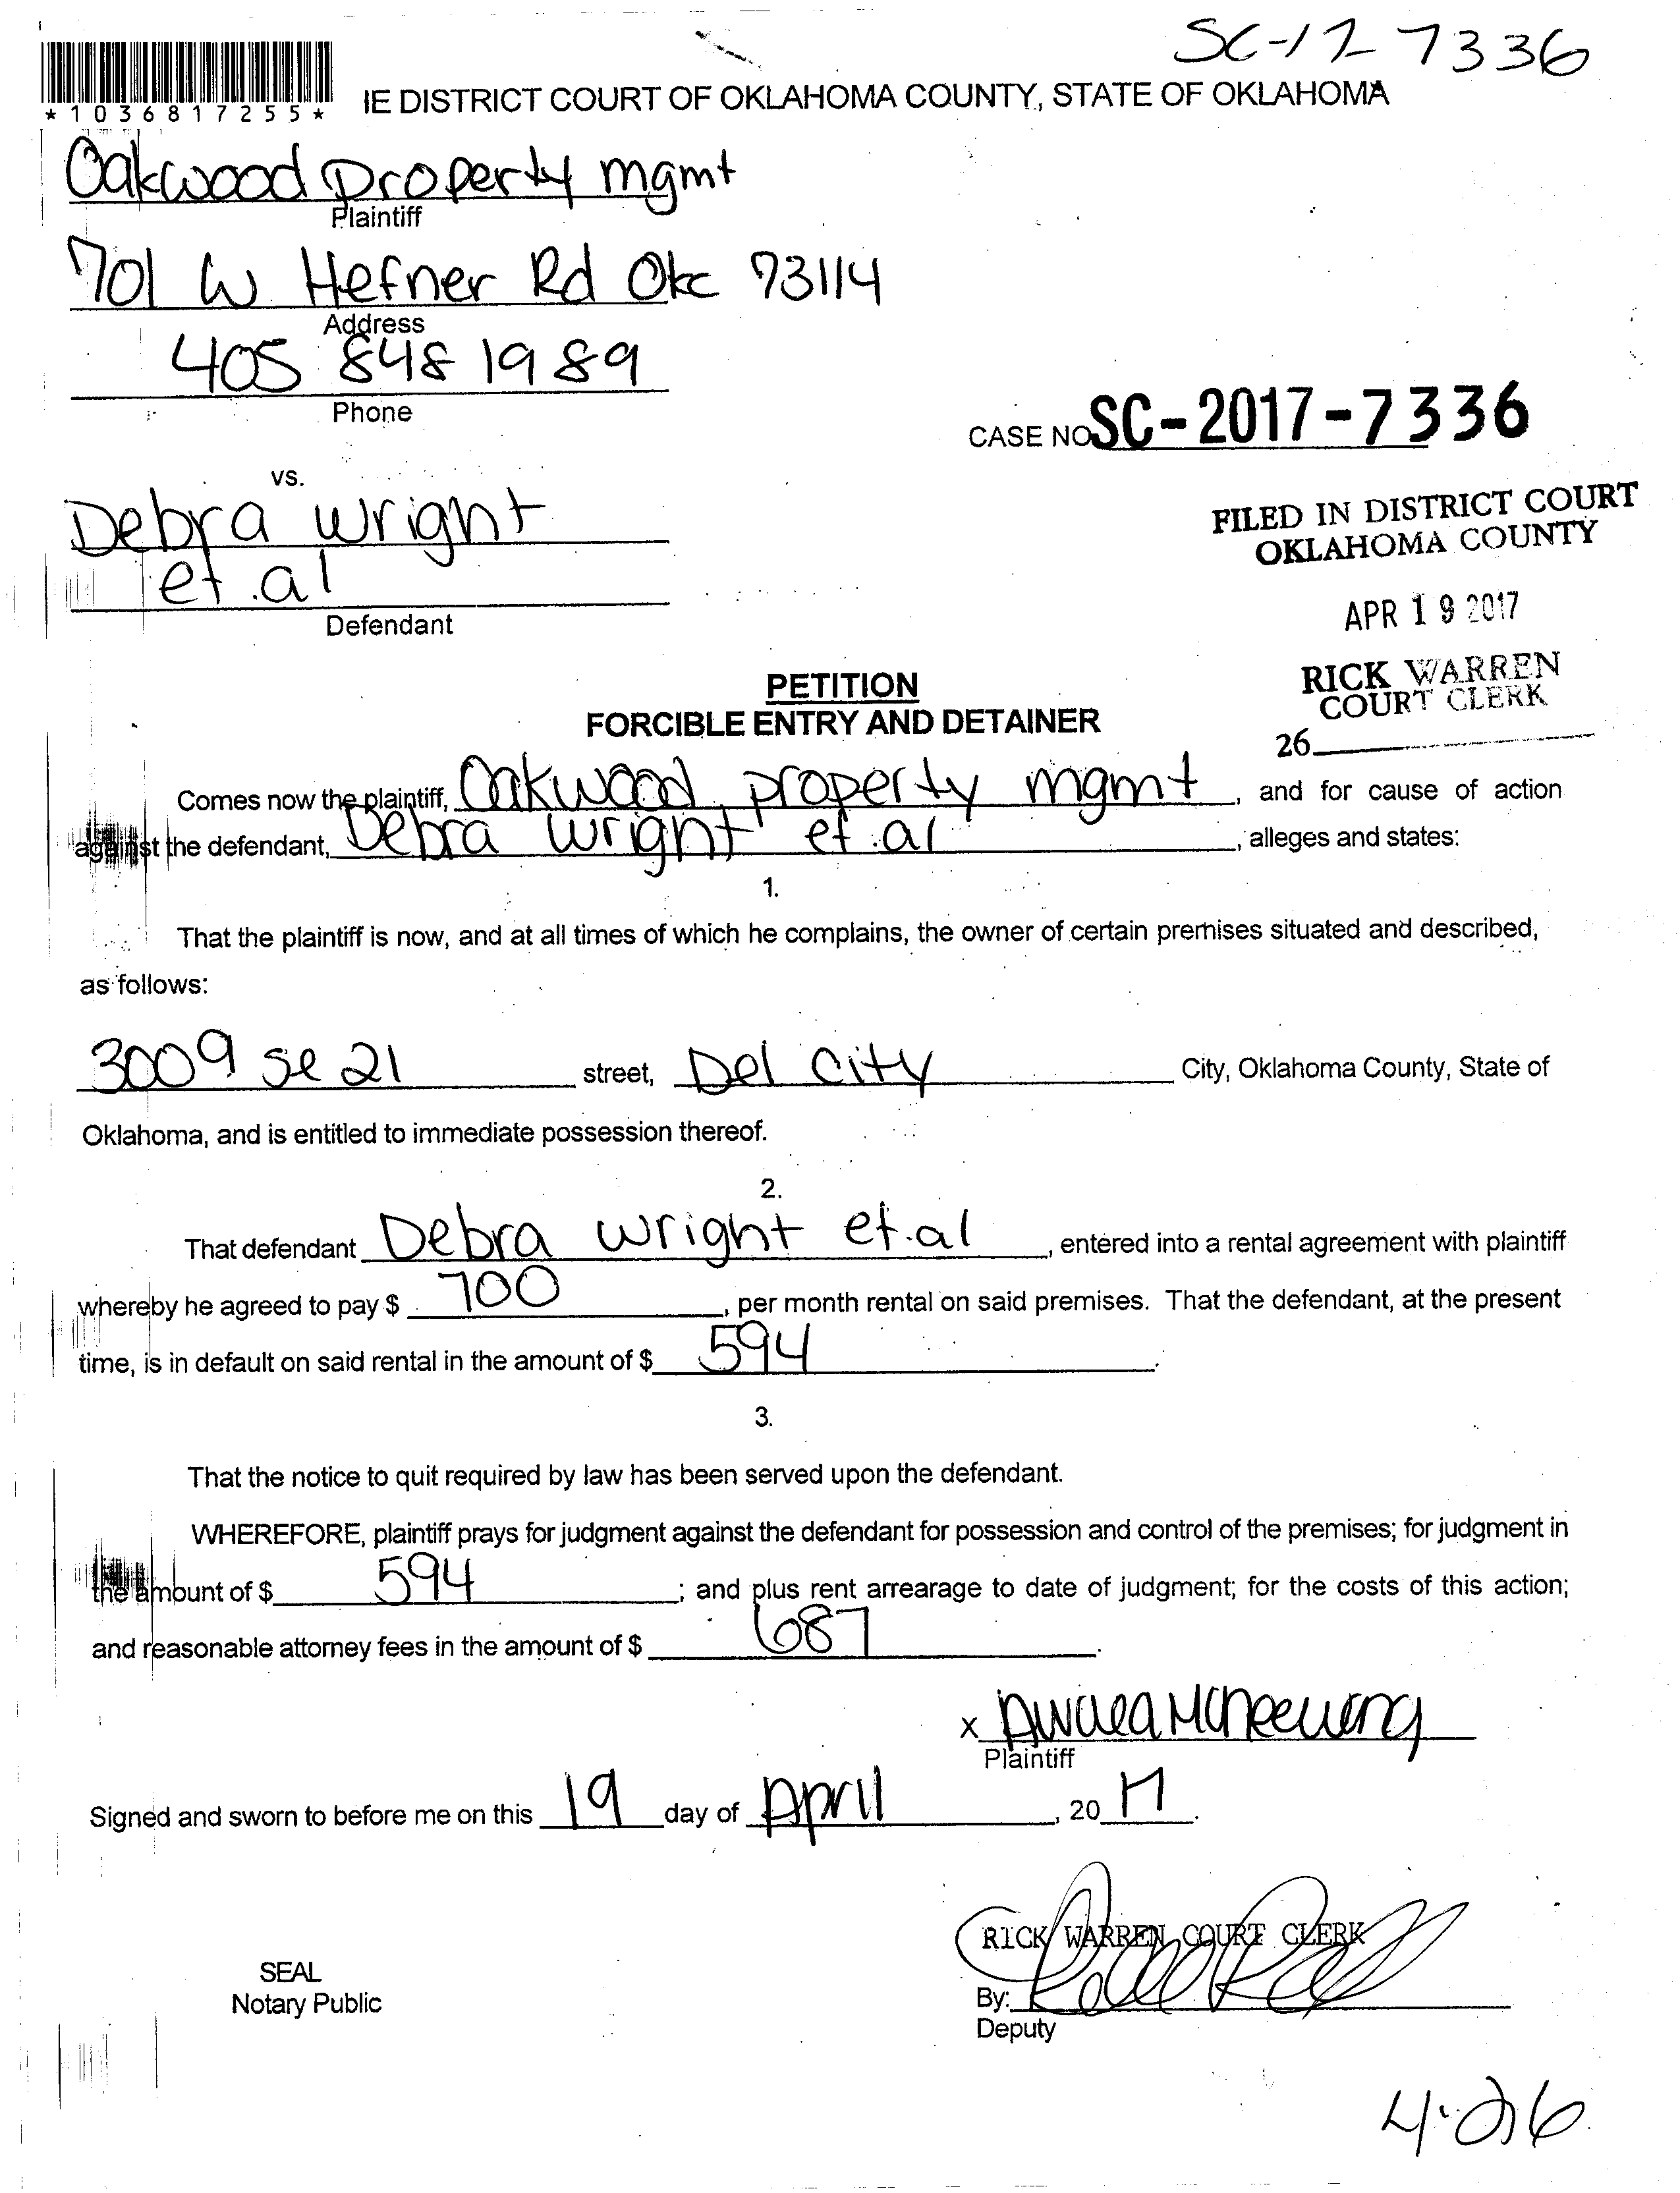 SC-17 7336
*1036817255*
IE DISTRICT COURT OF OKLAHOMA COUNTY, STATE OF OKLAHOMA
Oakwood property mgmt
Plaintiff
701 W Hefner Rd Okc 73114
Address
405 848 1989
Phone
CASE NO SC-2017-7336
vs.
Debra wright
et.al
Defendant
FILED IN DISTRICT COURT
OKLAHOMA COUNTY
APR 19 2017
RICK WARREN
COURT CLERK
26
PETITION
FORCIBLE ENTRY AND DETAINER
Comes now the plaintiff, Oakwood property mgmt, and for cause of action
against the defendant, Debra wright et.al, alleges and states:
1.
That the plaintiff is now, and at all times of which he complains, the owner of certain premises situated and described,
as follows:
3009 se 21 street, Del City City, Oklahoma County, State of
Oklahoma, and is entitled to immediate possession thereof.
2.
That defendant Debra wright et.al, entered into a rental agreement with plaintiff
whereby he agreed to pay $ 700, per month rental on said premises. That the defendant, at the present
time, is in default on said rental in the amount of $ 594.
3.
That the notice to quit required by law has been served upon the defendant.
WHEREFORE, plaintiff prays for judgment against the defendant for possession and control of the premises; for judgment in
the amount of $ 594; and plus rent arrearage to date of judgment; for the costs of this action;
and reasonable attorney fees in the amount of $ 687.
x
Plaintiff
Signed and sworn to before me on this 19 day of April, 20 17.
RICK WARREN COURT CLERK
SEAL
Notary Public
By:
Deputy
4.26